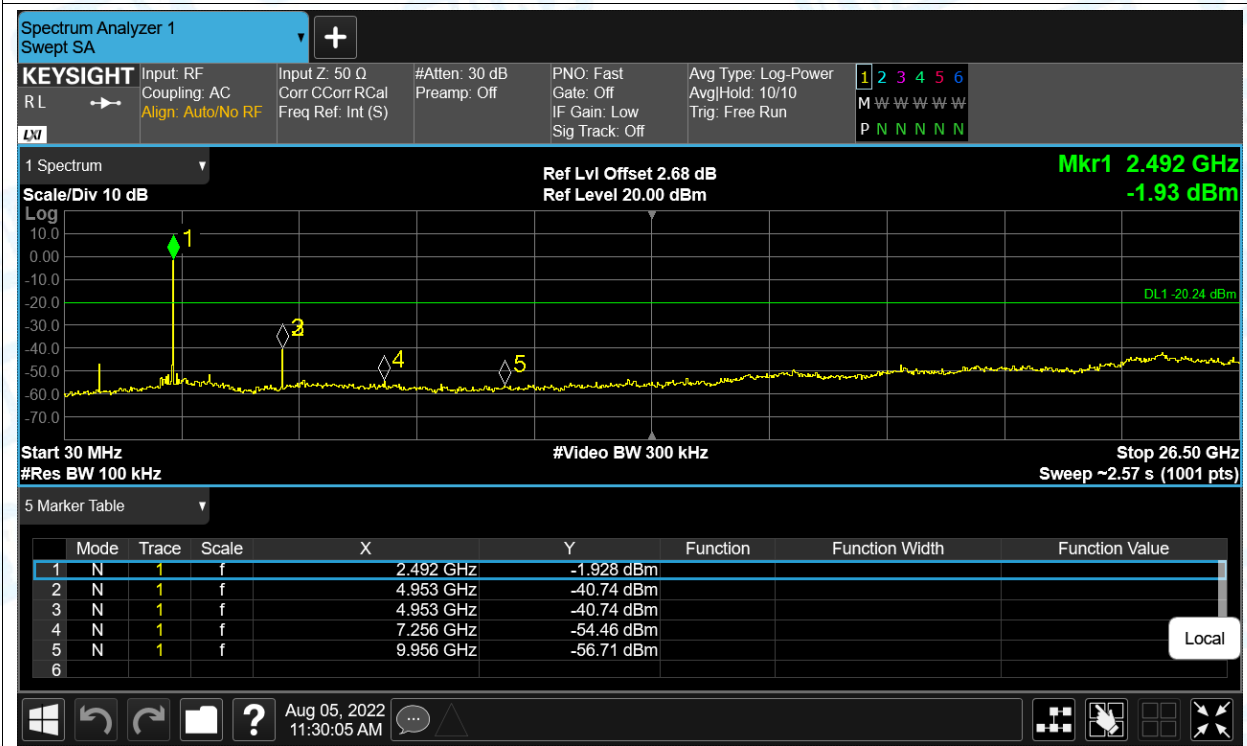 Spectrum Analyzer 1
Swept SA
KEYSIGHT Input: RF Input Z: 50 Ω #Atten: 30 dB PNO: Fast Avg Type: Log-Power 1 2 3 4 5 6
R L Coupling: AC Corr CCorr RCal Preamp: Off Gate: Off Avg|Hold: 10/10 M W W W W W
Align: Auto/No RF Freq Ref: Int (S) IF Gain: Low Trig: Free Run
LXI Sig Track: Off P N N N N N
1 Spectrum Ref Lvl Offset 2.68 dB Mkr1 2.492 GHz
Scale/Div 10 dB Ref Level 20.00 dBm -1.93 dBm
Log
10.0 1
0.00
-10.0
-20.0 DL1 -20.24 dBm
-30.0 3
-40.0 4
-50.0 5
-60.0
-70.0
Start 30 MHz #Video BW 300 kHz Stop 26.50 GHz
#Res BW 100 kHz Sweep ~2.57 s (1001 pts)
5 Marker Table
Mode Trace Scale X Y Function Function Width Function Value
1 N 1 f 2.492 GHz -1.928 dBm
2 N 1 f 4.953 GHz -40.74 dBm
3 N 1 f 4.953 GHz -40.74 dBm
4 N 1 f 7.256 GHz -54.46 dBm
5 N 1 f 9.956 GHz -56.71 dBm
6
Local
? Aug 05, 2022
11:30:05 AM